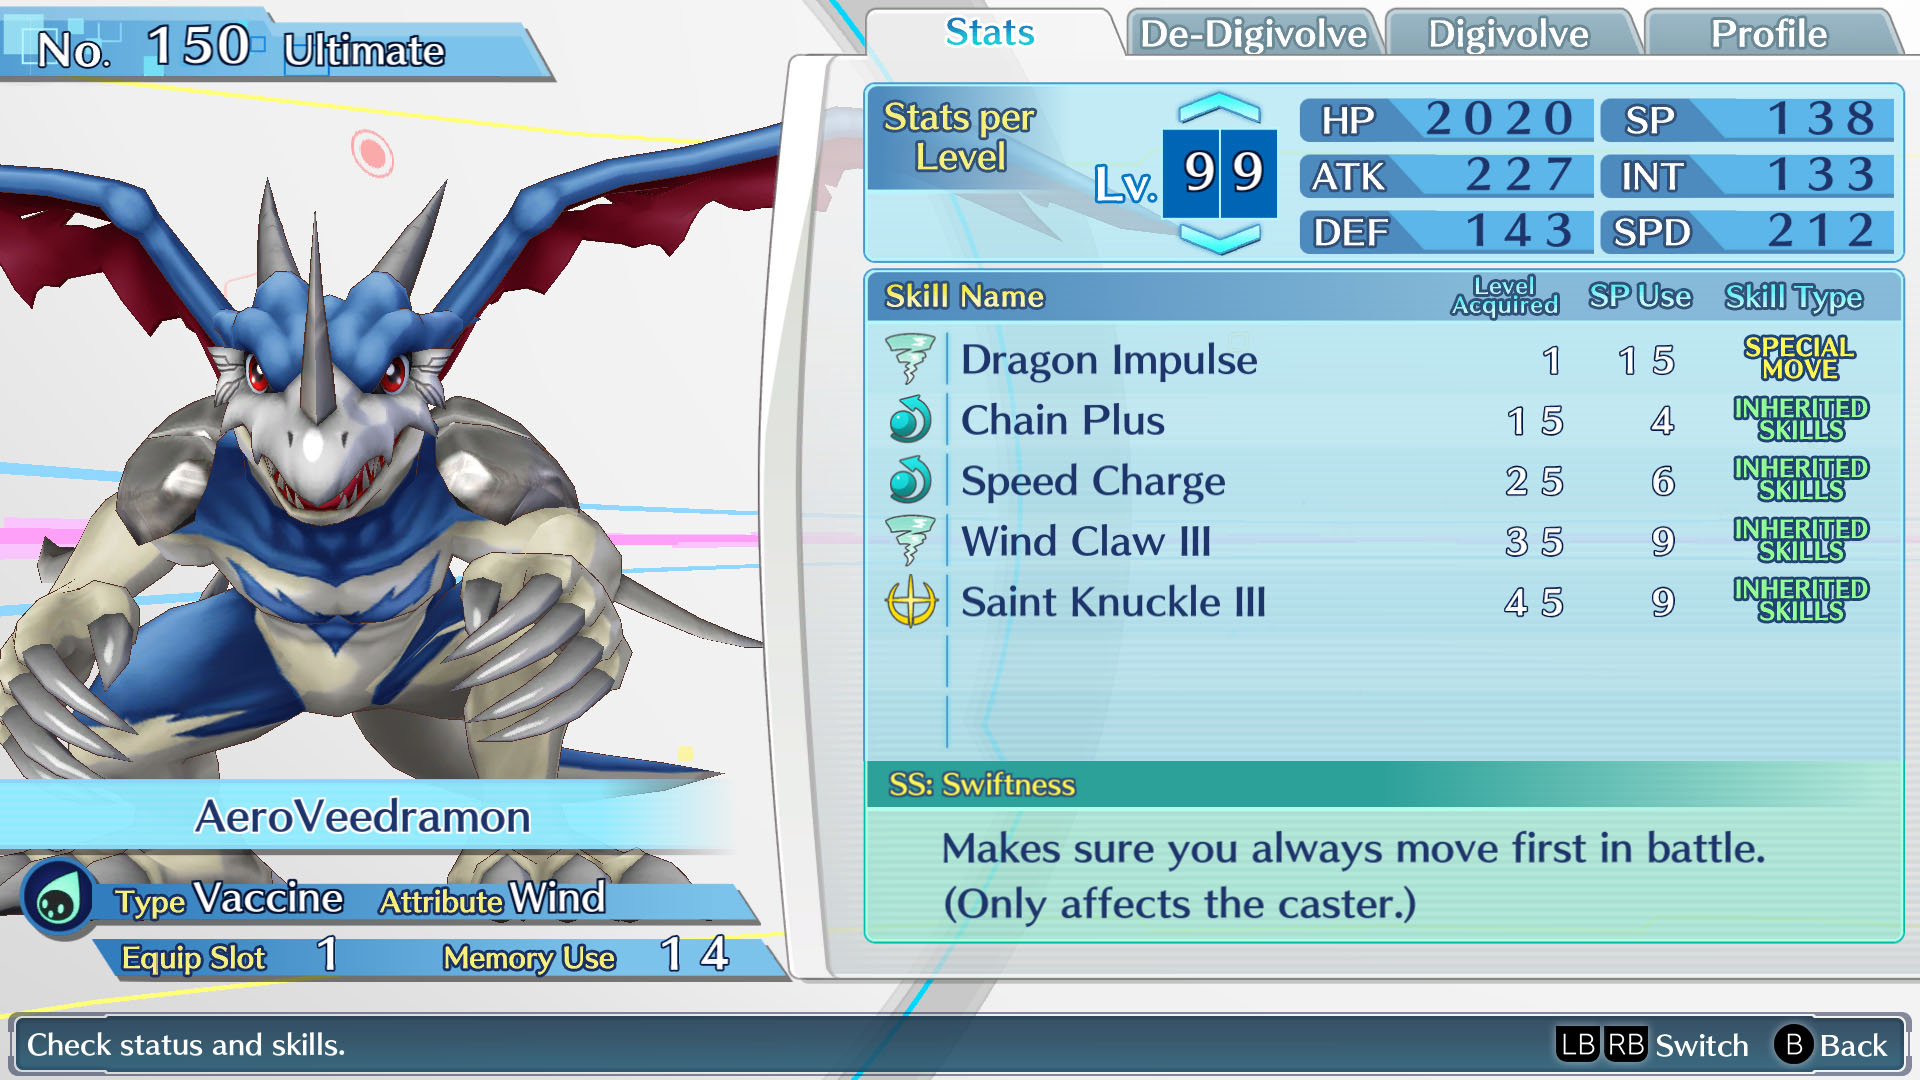 No. 150 Ultimate
Stats De-Digivolve Digivolve Profile
Stats per
Level
Lv. 99
HP 2020 SP 138
ATK 227 INT 133
DEF 143 SPD 212
Skill Name Level Acquired SP Use Skill Type
Dragon Impulse 1 15 SPECIAL MOVE
Chain Plus 15 4 INHERITED SKILLS
Speed Charge 25 6 INHERITED SKILLS
Wind Claw III 35 9 INHERITED SKILLS
Saint Knuckle III 45 9 INHERITED SKILLS
SS: Swiftness
Makes sure you always move first in battle.
(Only affects the caster.)
AeroVeedramon
Type Vaccine Attribute Wind
Equip Slot 1 Memory Use 14
Check status and skills.
LB RB Switch B Back